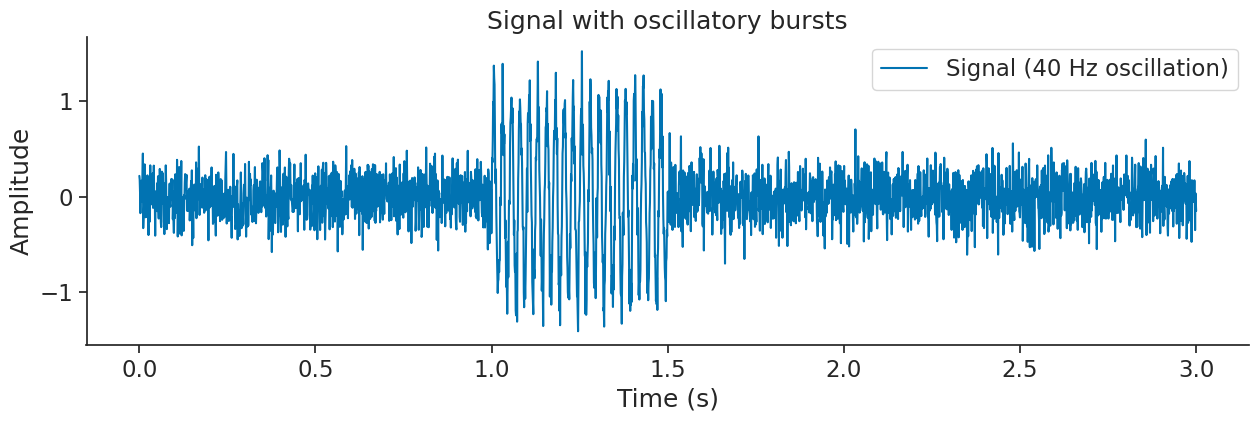 Signal with oscillatory bursts
Signal (40 Hz oscillation)
1
0
−1
Amplitude
0.0 0.5 1.0 1.5 2.0 2.5 3.0
Time (s)